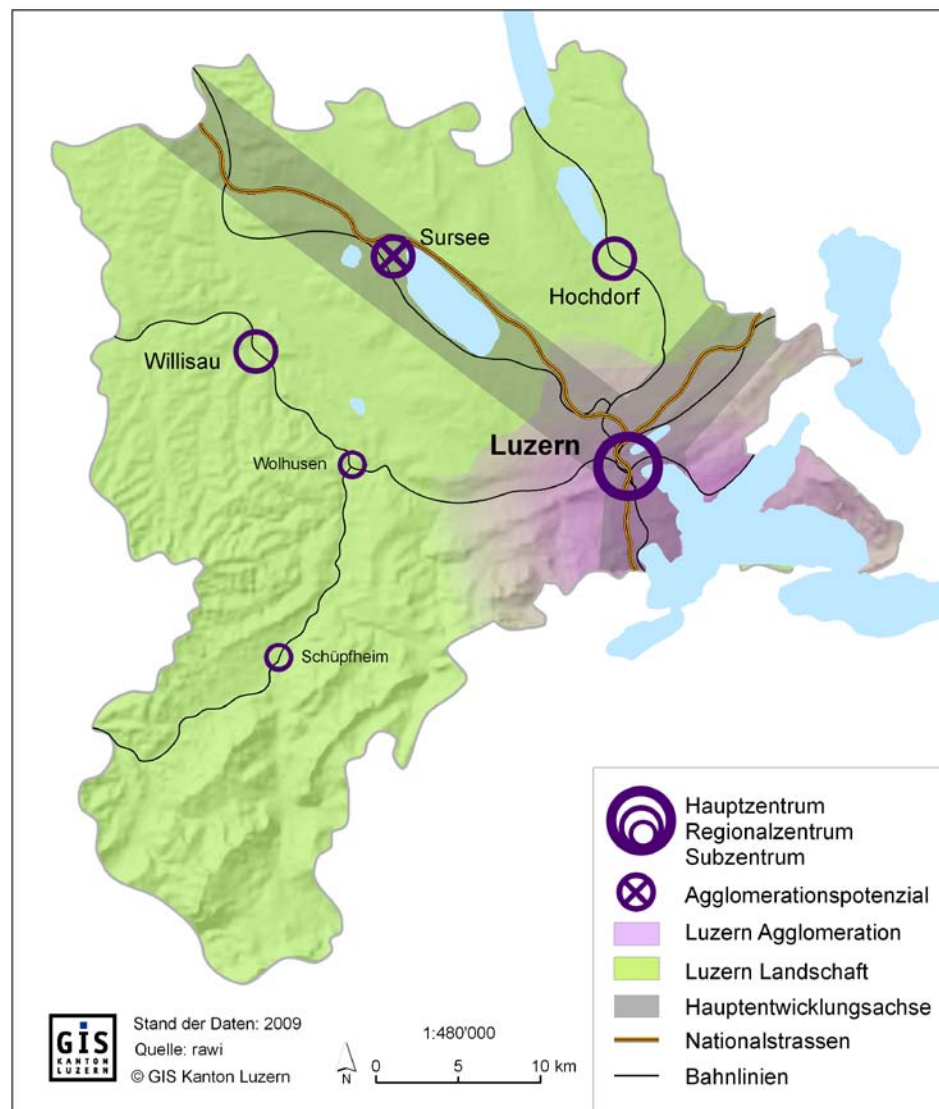 Sursee
Hochdorf
Willisau
Luzern
Wolhusen
Schüpfheim
Hauptzentrum
Regionalzentrum
Subzentrum
Agglomerationspotenzial
Luzern Agglomeration
Luzern Landschaft
Hauptentwicklungsachse
Nationalstrassen
Bahnlinien
GiS
KANTON
LUZERN
Stand der Daten: 2009
Quelle: rawi
© GIS Kanton Luzern
N
1:480'000
0 5 10 km